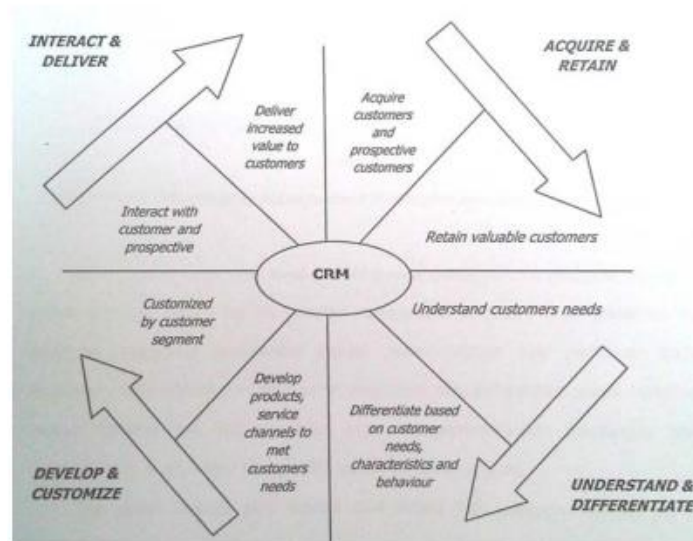 INTERACT &
DELIVER
ACQUIRE &
RETAIN
Deliver
increased
value to
customers
Acquire
customers
and
prospective
customers
Interact with
customer and
prospective
Retain valuable customers
CRM
Customized
by customer
segment
Understand customers needs
Develop
products,
service
channels to
met
customers
needs
Differentiate based
on customer
needs,
characteristics and
behaviour
DEVELOP &
CUSTOMIZE
UNDERSTAND &
DIFFERENTIATE